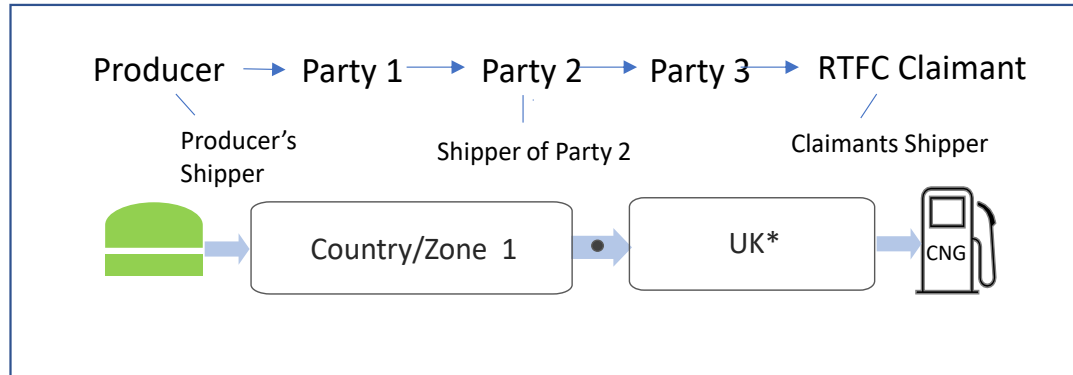 Producer Party 1 Party 2 Party 3 RTFC Claimant
Producer's
Shipper
Shipper of Party 2
Claimants Shipper
Country/Zone 1
UK*
CNG